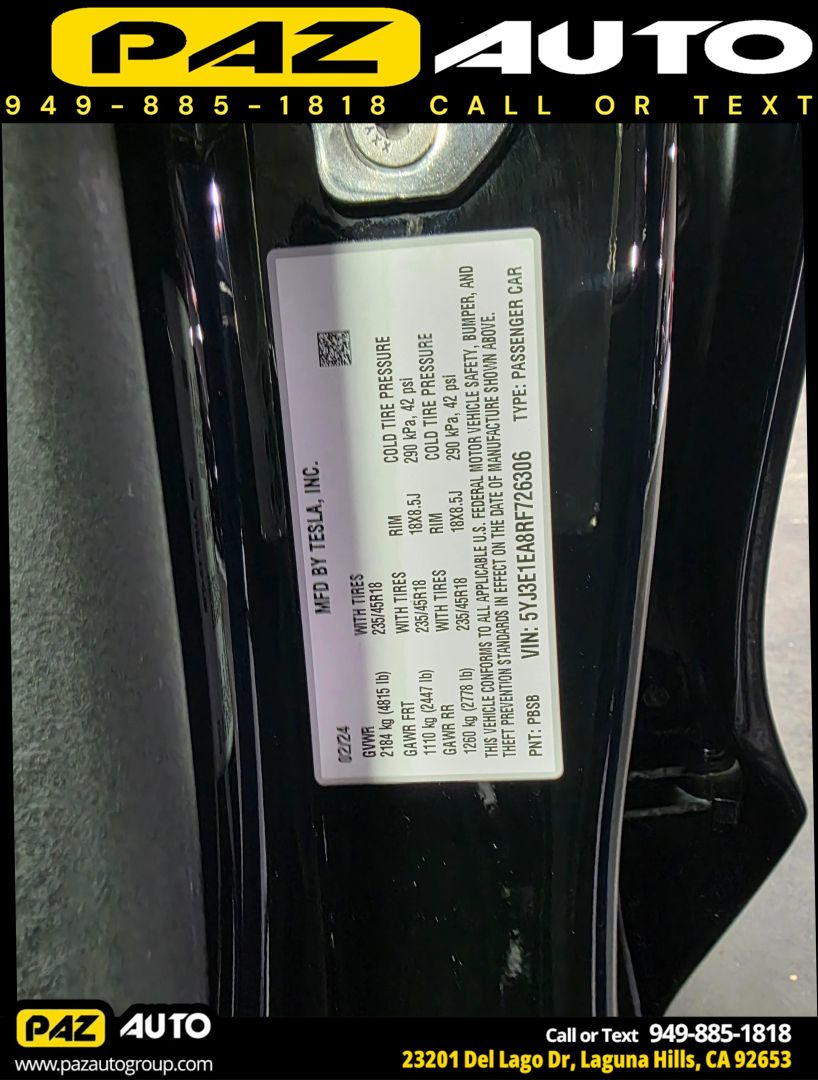 PAZ AUTO
949-885-1818 CALL OR TEXT
MFD BY TESLA, INC.
02/24
GVWR WITH TIRES RIM COLD TIRE PRESSURE
2184 kg (4815 lb) 235/45R18 18X8.5J 290 kPa, 42 psi
GAWR FRT WITH TIRES RIM COLD TIRE PRESSURE
1110 kg (2447 lb) 235/45R18 18X8.5J 290 kPa, 42 psi
GAWR RR WITH TIRES
1260 kg (2778 lb) 235/45R18
THIS VEHICLE CONFORMS TO ALL APPLICABLE U.S. FEDERAL MOTOR VEHICLE SAFETY, BUMPER, AND
THEFT PREVENTION STANDARDS IN EFFECT ON THE DATE OF MANUFACTURE SHOWN ABOVE.
PNT: PBSB VIN: 5YJ3E1EA8RF726306 TYPE: PASSENGER CAR
PAZ AUTO
www.pazautogroup.com
Call or Text 949-885-1818
23201 Del Lago Dr, Laguna Hills, CA 92653